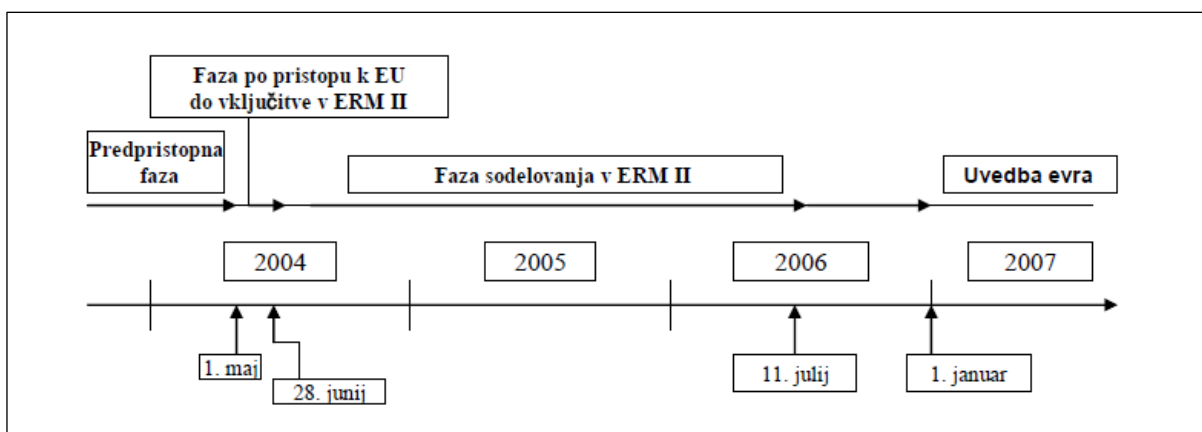 Faza po pristopu k EU
do vključitve v ERM II
Predpristopna
faza
Faza sodelovanja v ERM II
Uvedba evra
2004
2005
2006
2007
1. maj
28. junij
11. julij
1. januar